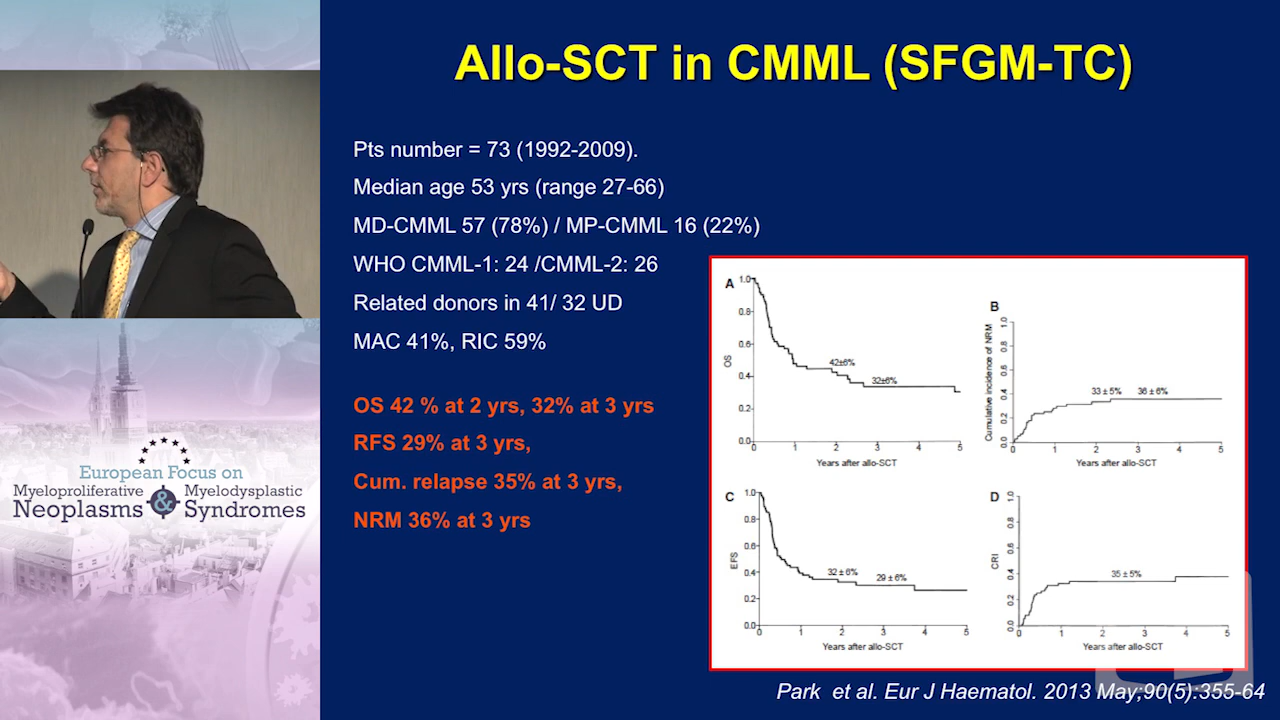 Allo-SCT in CMML (SFGM-TC)
Pts number = 73 (1992-2009).
Median age 53 yrs (range 27-66)
MD-CMML 57 (78%) / MP-CMML 16 (22%)
WHO CMML-1: 24 /CMML-2: 26
Related donors in 41/ 32 UD
MAC 41%, RIC 59%
OS 42 % at 2 yrs, 32% at 3 yrs
RFS 29% at 3 yrs,
Cum. relapse 35% at 3 yrs,
NRM 36% at 3 yrs
A
OS
1.0
0.8
0.6
0.4
0.2
0.0
42±6%
32±6%
0 1 2 3 4 5
Years after allo-SCT
B
Cumulative incidence of NRM
1.0
0.8
0.6
0.4
0.2
0.0
33 ± 5% 36 ± 6%
0 1 2 3 4 5
Years after allo-SCT
C
EFS
1.0
0.8
0.6
0.4
0.2
0.0
32 ± 6%
29 ± 6%
0 1 2 3 4 5
Years after allo-SCT
D
CRI
1.0
0.8
0.6
0.4
0.2
0.0
35 ± 5%
0 1 2 3 4 5
Years after allo-SCT
Park et al. Eur J Haematol. 2013 May;90(5):355-64
European Focus on
Myeloproliferative & Myelodysplastic
Neoplasms Syndromes